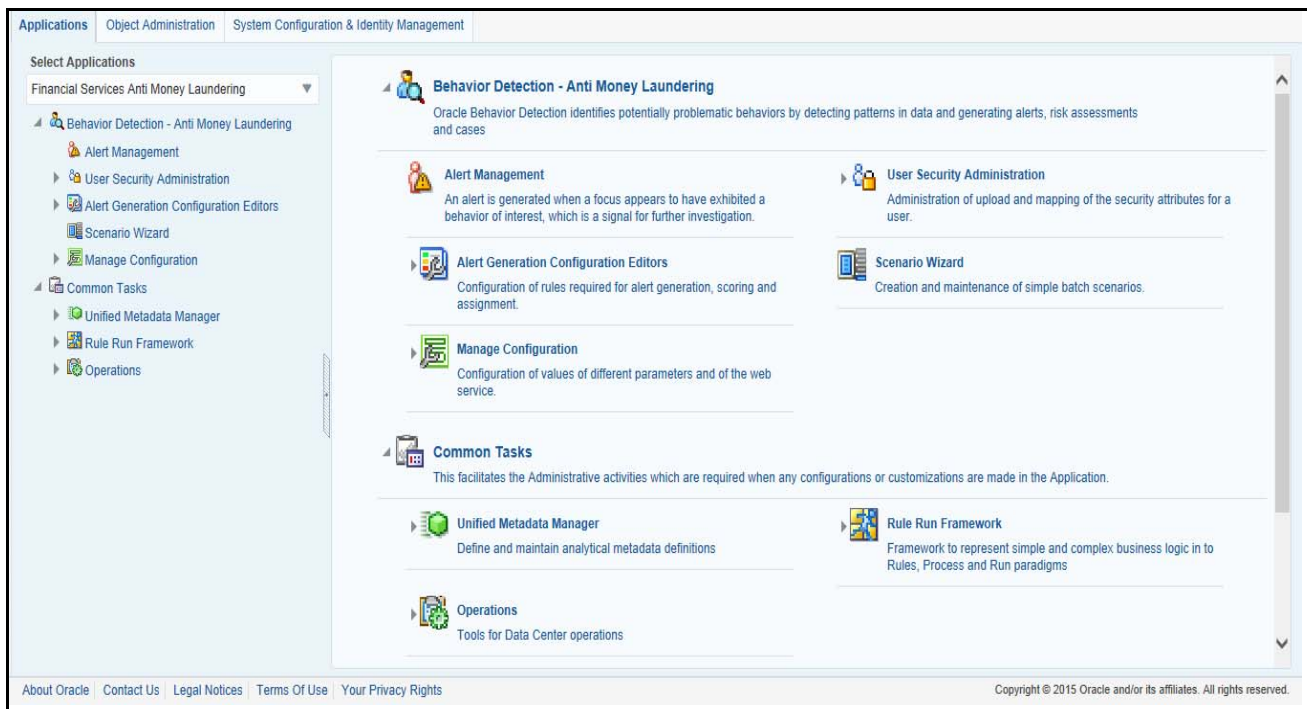 Applications Object Administration System Configuration & Identity Management
Select Applications
Financial Services Anti Money Laundering
Behavior Detection - Anti Money Laundering
Alert Management
User Security Administration
Alert Generation Configuration Editors
Scenario Wizard
Manage Configuration
Common Tasks
Unified Metadata Manager
Rule Run Framework
Operations
Behavior Detection - Anti Money Laundering
Oracle Behavior Detection identifies potentially problematic behaviors by detecting patterns in data and generating alerts, risk assessments
and cases
Alert Management
An alert is generated when a focus appears to have exhibited a
behavior of interest, which is a signal for further investigation.
User Security Administration
Administration of upload and mapping of the security attributes for a
user.
Alert Generation Configuration Editors
Configuration of rules required for alert generation, scoring and
assignment.
Scenario Wizard
Creation and maintenance of simple batch scenarios.
Manage Configuration
Configuration of values of different parameters and of the web
service.
Common Tasks
This facilitates the Administrative activities which are required when any configurations or customizations are made in the Application.
Unified Metadata Manager
Define and maintain analytical metadata definitions
Rule Run Framework
Framework to represent simple and complex business logic in to
Rules, Process and Run paradigms
Operations
Tools for Data Center operations
About Oracle Contact Us Legal Notices Terms Of Use Your Privacy Rights
Copyright © 2015 Oracle and/or its affiliates. All rights reserved.